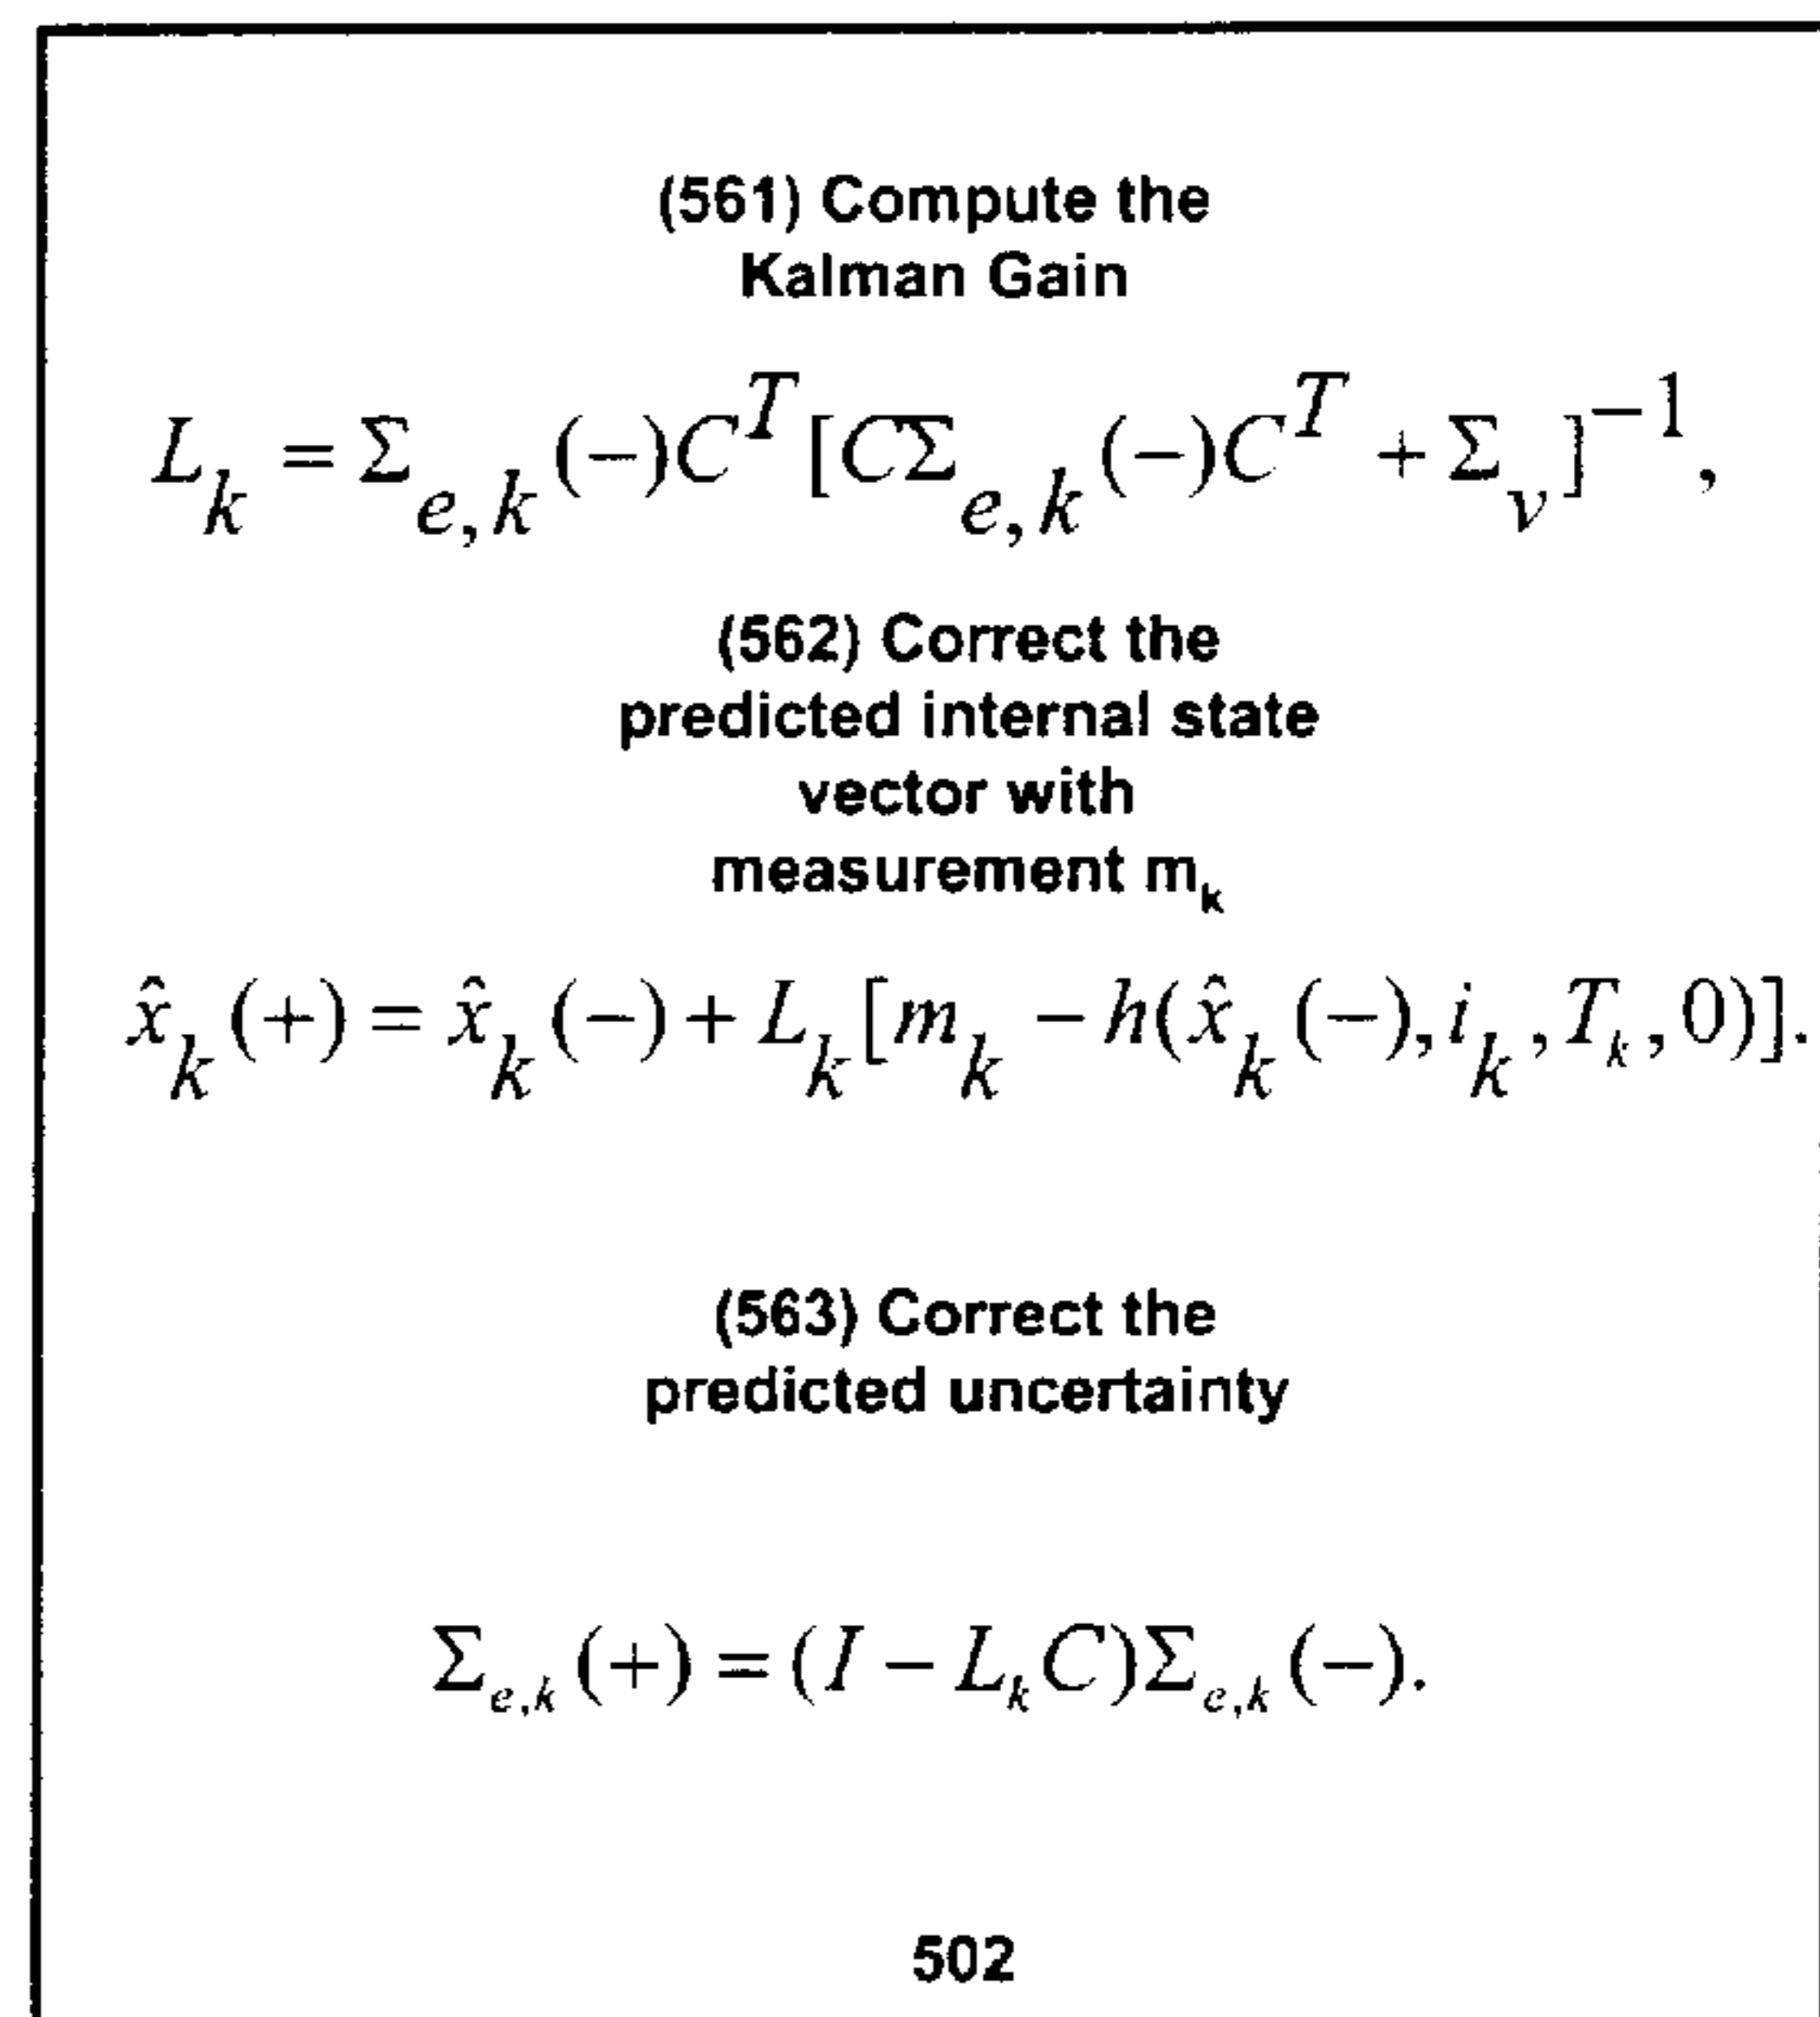 (561) Compute the
Kalman Gain
L_k = Σ_{e,k}(−)C^T[CΣ_{e,k}(−)C^T + Σ_v]^{−1},
(562) Correct the
predicted internal state
vector with
measurement m_k
x̂_k(+) = x̂_k(−) + L_k[m_k − h(x̂_k(−), i_k, T_k, 0)].
(563) Correct the
predicted uncertainty
Σ_{e,k}(+) = (I − L_kC)Σ_{e,k}(−).
502